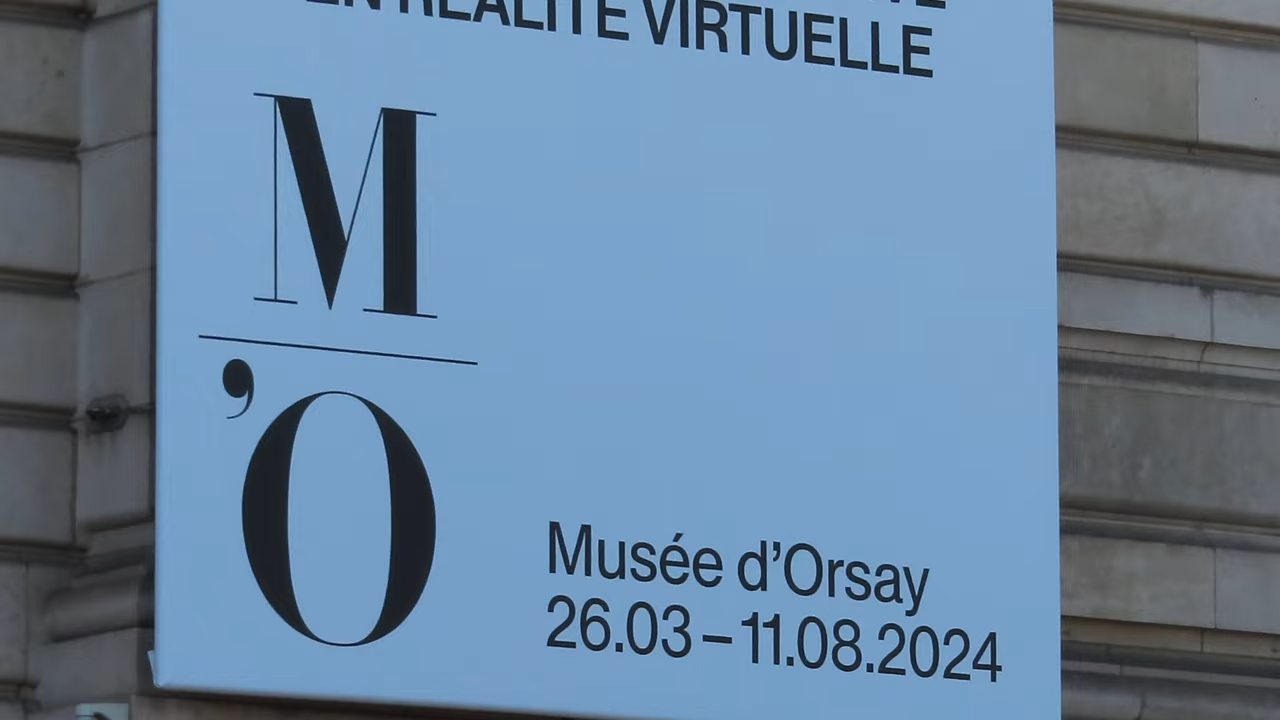 EN RÉALITÉ VIRTUELLE
M
’O
Musée d’Orsay
26.03 – 11.08.2024